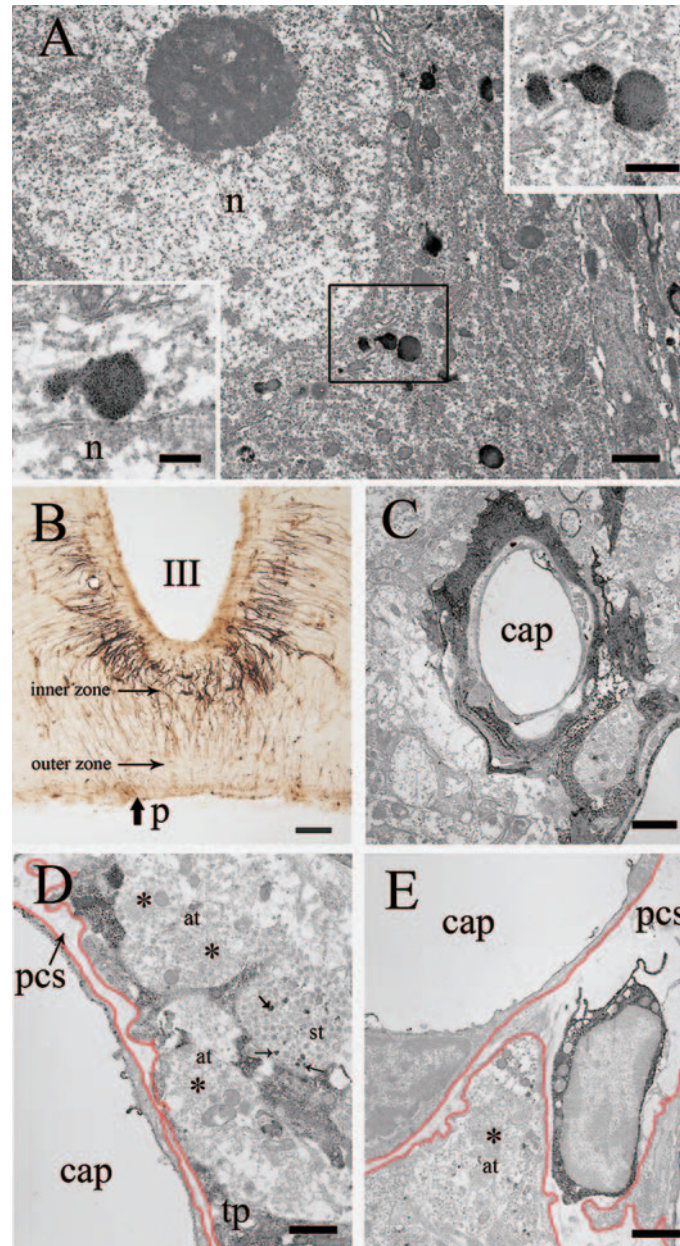 A
n
n
B
III
inner zone
outer zone
p
C
cap
D
*
at
*
pcs
st
at
*
cap
tp
E
cap
pcs
*
at